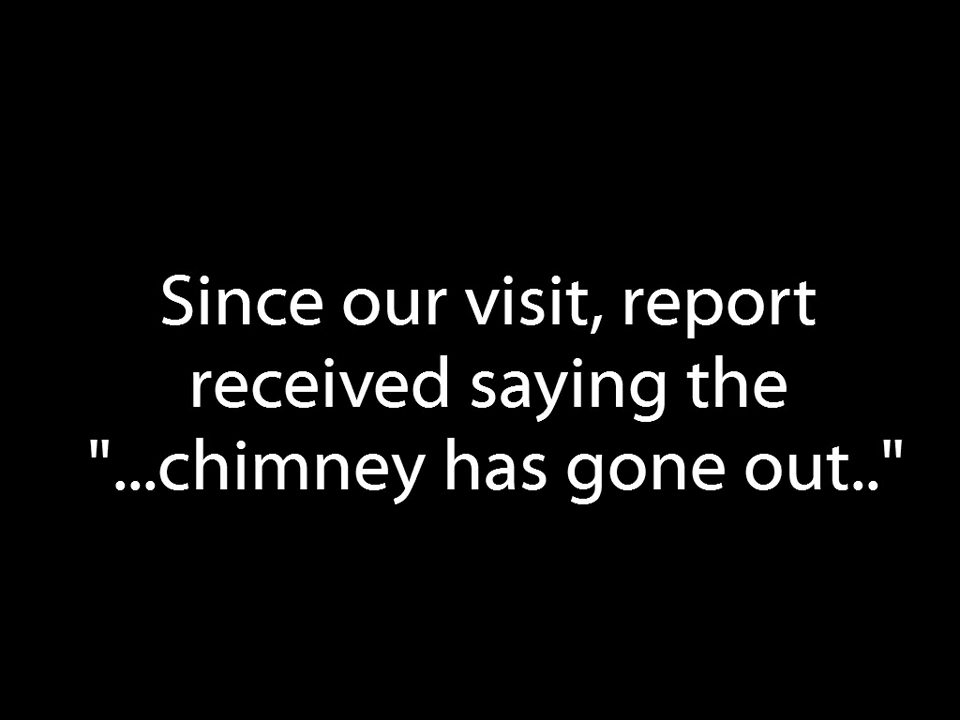 Since our visit, report
received saying the
"...chimney has gone out.."